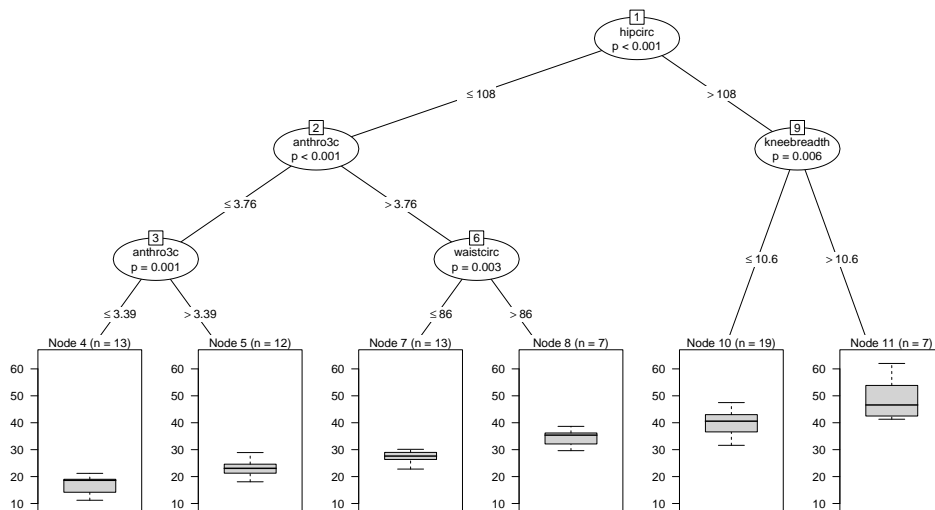 1
hipcirc
p < 0.001
≤ 108
> 108
2
anthro3c
p < 0.001
9
kneebreadth
p = 0.006
≤ 3.76
> 3.76
3
anthro3c
p = 0.001
6
waistcirc
p = 0.003
≤ 10.6
> 10.6
≤ 3.39
> 3.39
≤ 86
> 86
Node 4 (n = 13)
Node 5 (n = 12)
Node 7 (n = 13)
Node 8 (n = 7)
Node 10 (n = 19)
Node 11 (n = 7)
60 60 60 60 60 60
50 50 50 50 50 50
40 40 40 40 40 40
30 30 30 30 30 30
20 20 20 20 20 20
10 10 10 10 10 10